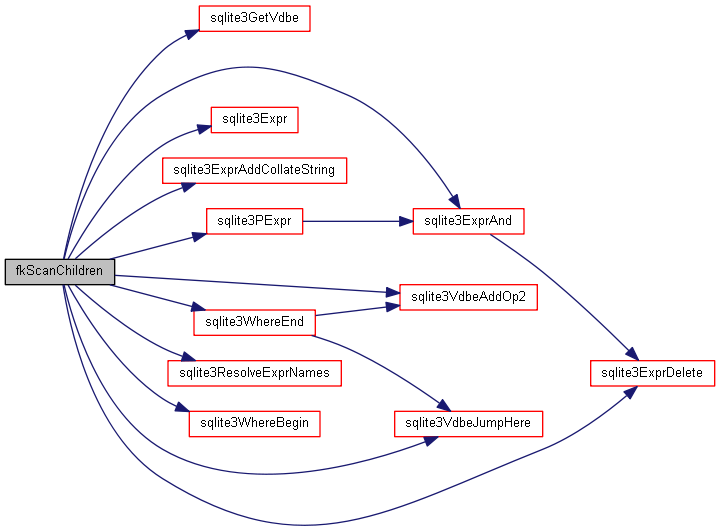 sqlite3GetVdbe
sqlite3Expr
sqlite3ExprAddCollateString
sqlite3PExpr
sqlite3ExprAnd
fkScanChildren
sqlite3VdbeAddOp2
sqlite3WhereEnd
sqlite3ResolveExprNames
sqlite3ExprDelete
sqlite3WhereBegin
sqlite3VdbeJumpHere